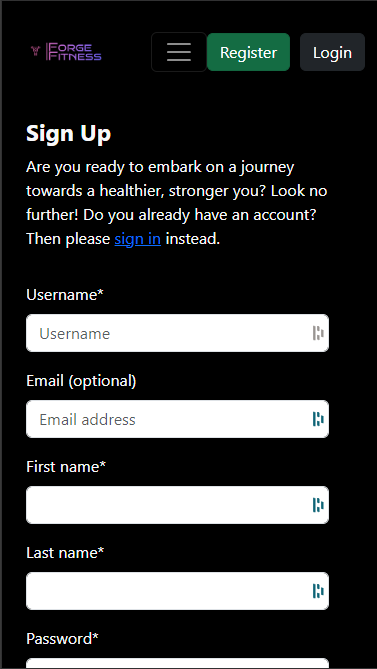 FORGE
FITNESS
Register
Login
Sign Up
Are you ready to embark on a journey
towards a healthier, stronger you? Look no
further! Do you already have an account?
Then please sign in instead.
Username*
Username
Email (optional)
Email address
First name*
Last name*
Password*